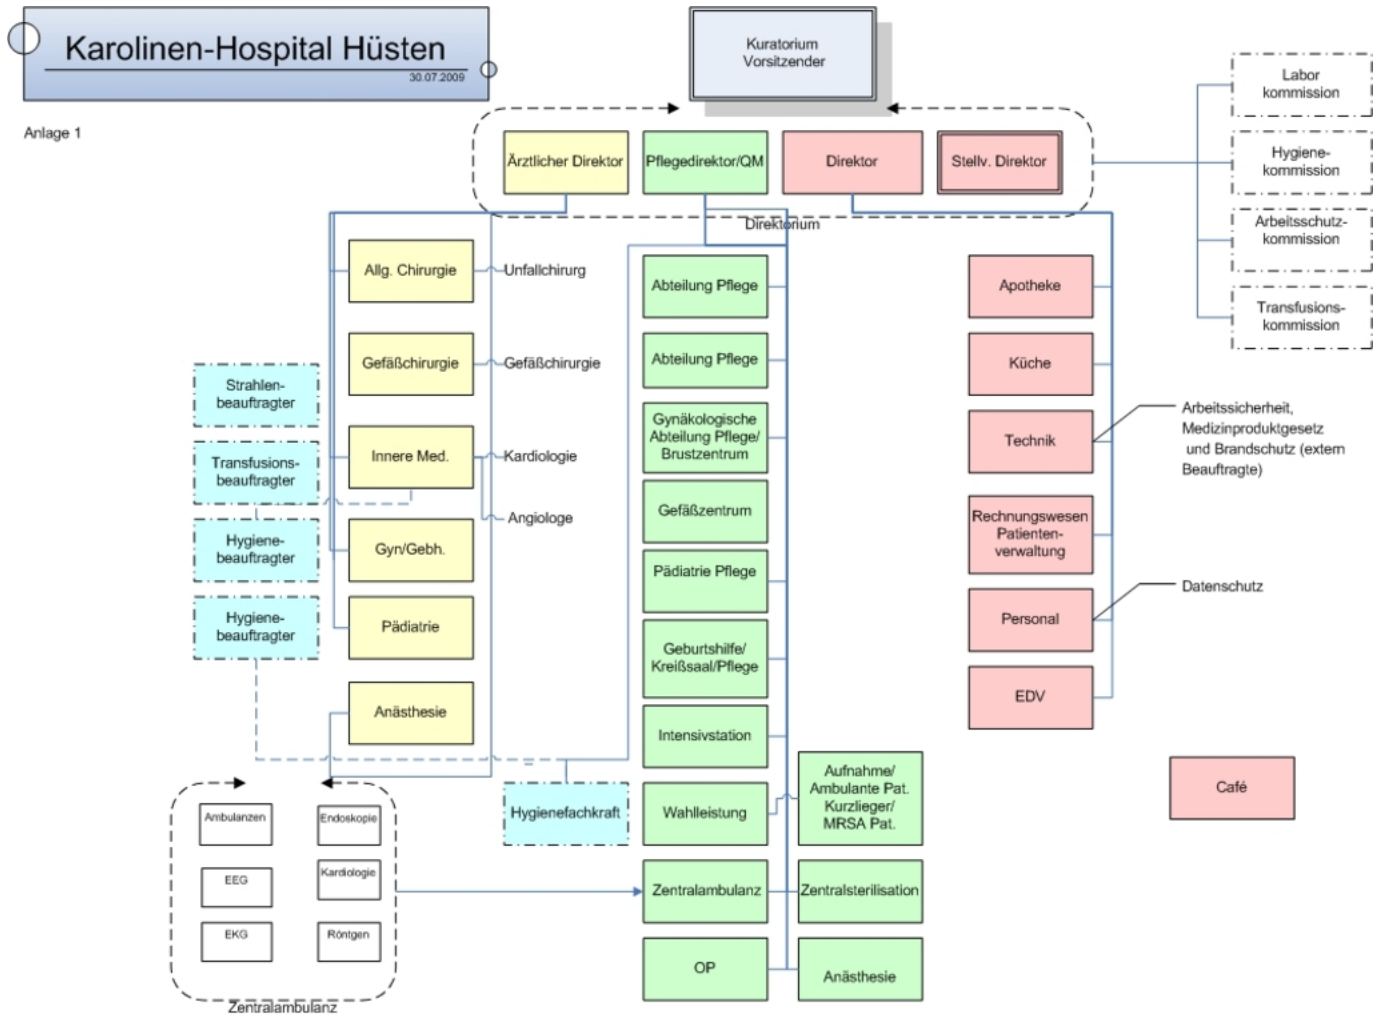 Karolinen-Hospital Hüsten
30.07.2009
Anlage 1
Kuratorium
Vorsitzender
Ärztlicher Direktor
Pflegedirektor/QM
Direktor
Stellv. Direktor
Direktorium
Labor
kommission
Hygiene-
kommission
Arbeitsschutz-
kommission
Transfusions-
kommission
Allg. Chirurgie
Unfallchirurg
Gefäßchirurgie
Gefäßchirurgie
Innere Med.
Kardiologie
Angiologe
Gyn/Gebh.
Pädiatrie
Anästhesie
Strahlen-
beauftragter
Transfusions-
beauftragter
Hygiene-
beauftragter
Hygiene-
beauftragter
Hygienefachkraft
Abteilung Pflege
Abteilung Pflege
Gynäkologische
Abteilung Pflege/
Brustzentrum
Gefäßzentrum
Pädiatrie Pflege
Geburtshilfe/
Kreißsaal/Pflege
Intensivstation
Wahlleistung
Aufnahme/
Ambulante Pat.
Kurzlieger/
MRSA Pat.
Zentralambulanz
Zentralsterilisation
OP
Anästhesie
Apotheke
Küche
Technik
Arbeitssicherheit,
Medizinproduktgesetz
und Brandschutz (extern
Beauftragte)
Rechnungswesen
Patienten-
verwaltung
Personal
Datenschutz
EDV
Café
Ambulanzen
Endoskopie
EEG
Kardiologie
EKG
Röntgen
Zentralambulanz